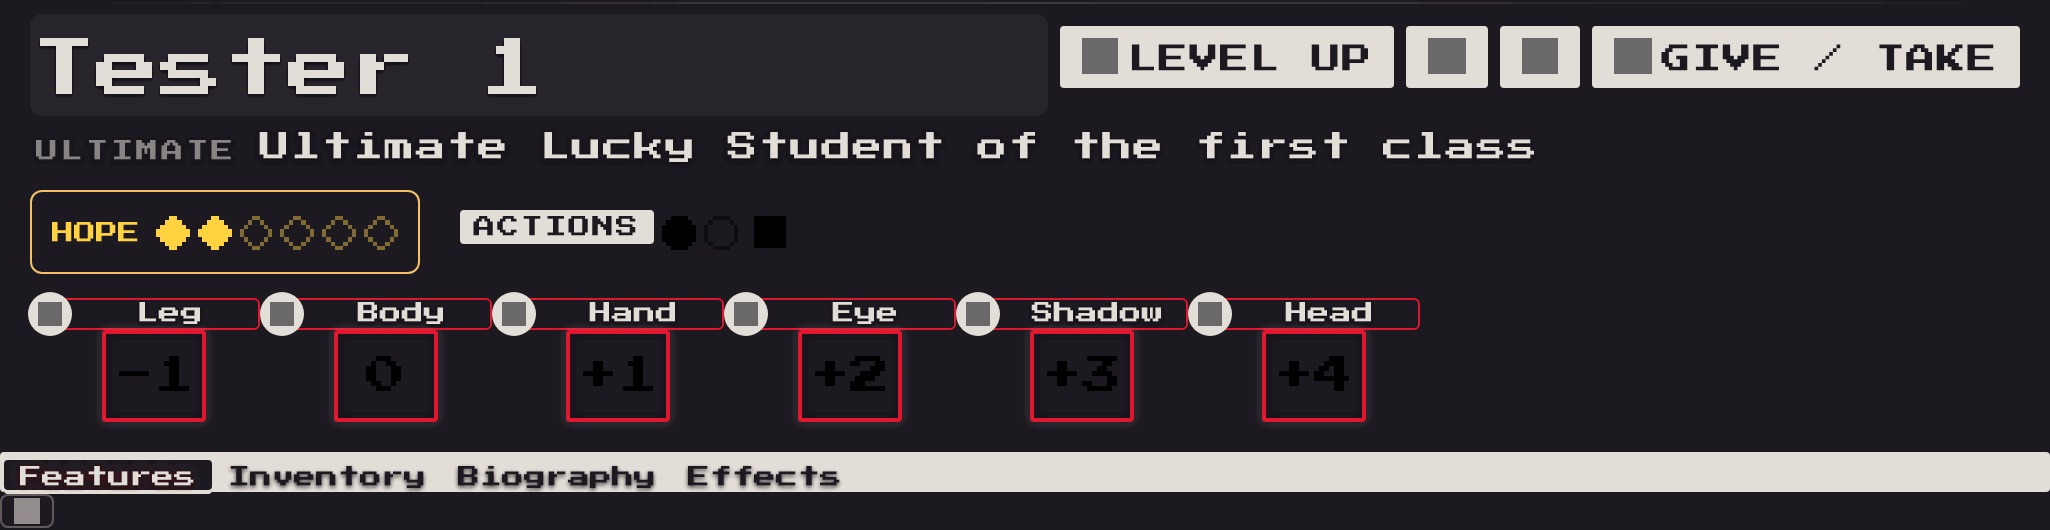 Tester 1 LEVEL UP GIVE / TAKE
ULTIMATE Ultimate Lucky Student of the first class
HOPE ACTIONS
Leg Body Hand Eye Shadow Head
-1 0 +1 +2 +3 +4
Features Inventory Biography Effects